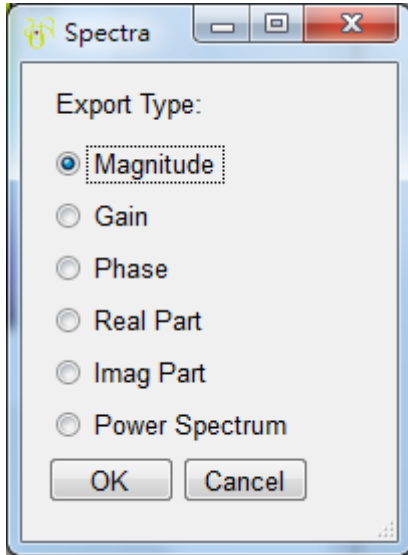 Spectra
Export Type:
Magnitude
Gain
Phase
Real Part
Imag Part
Power Spectrum
OK Cancel